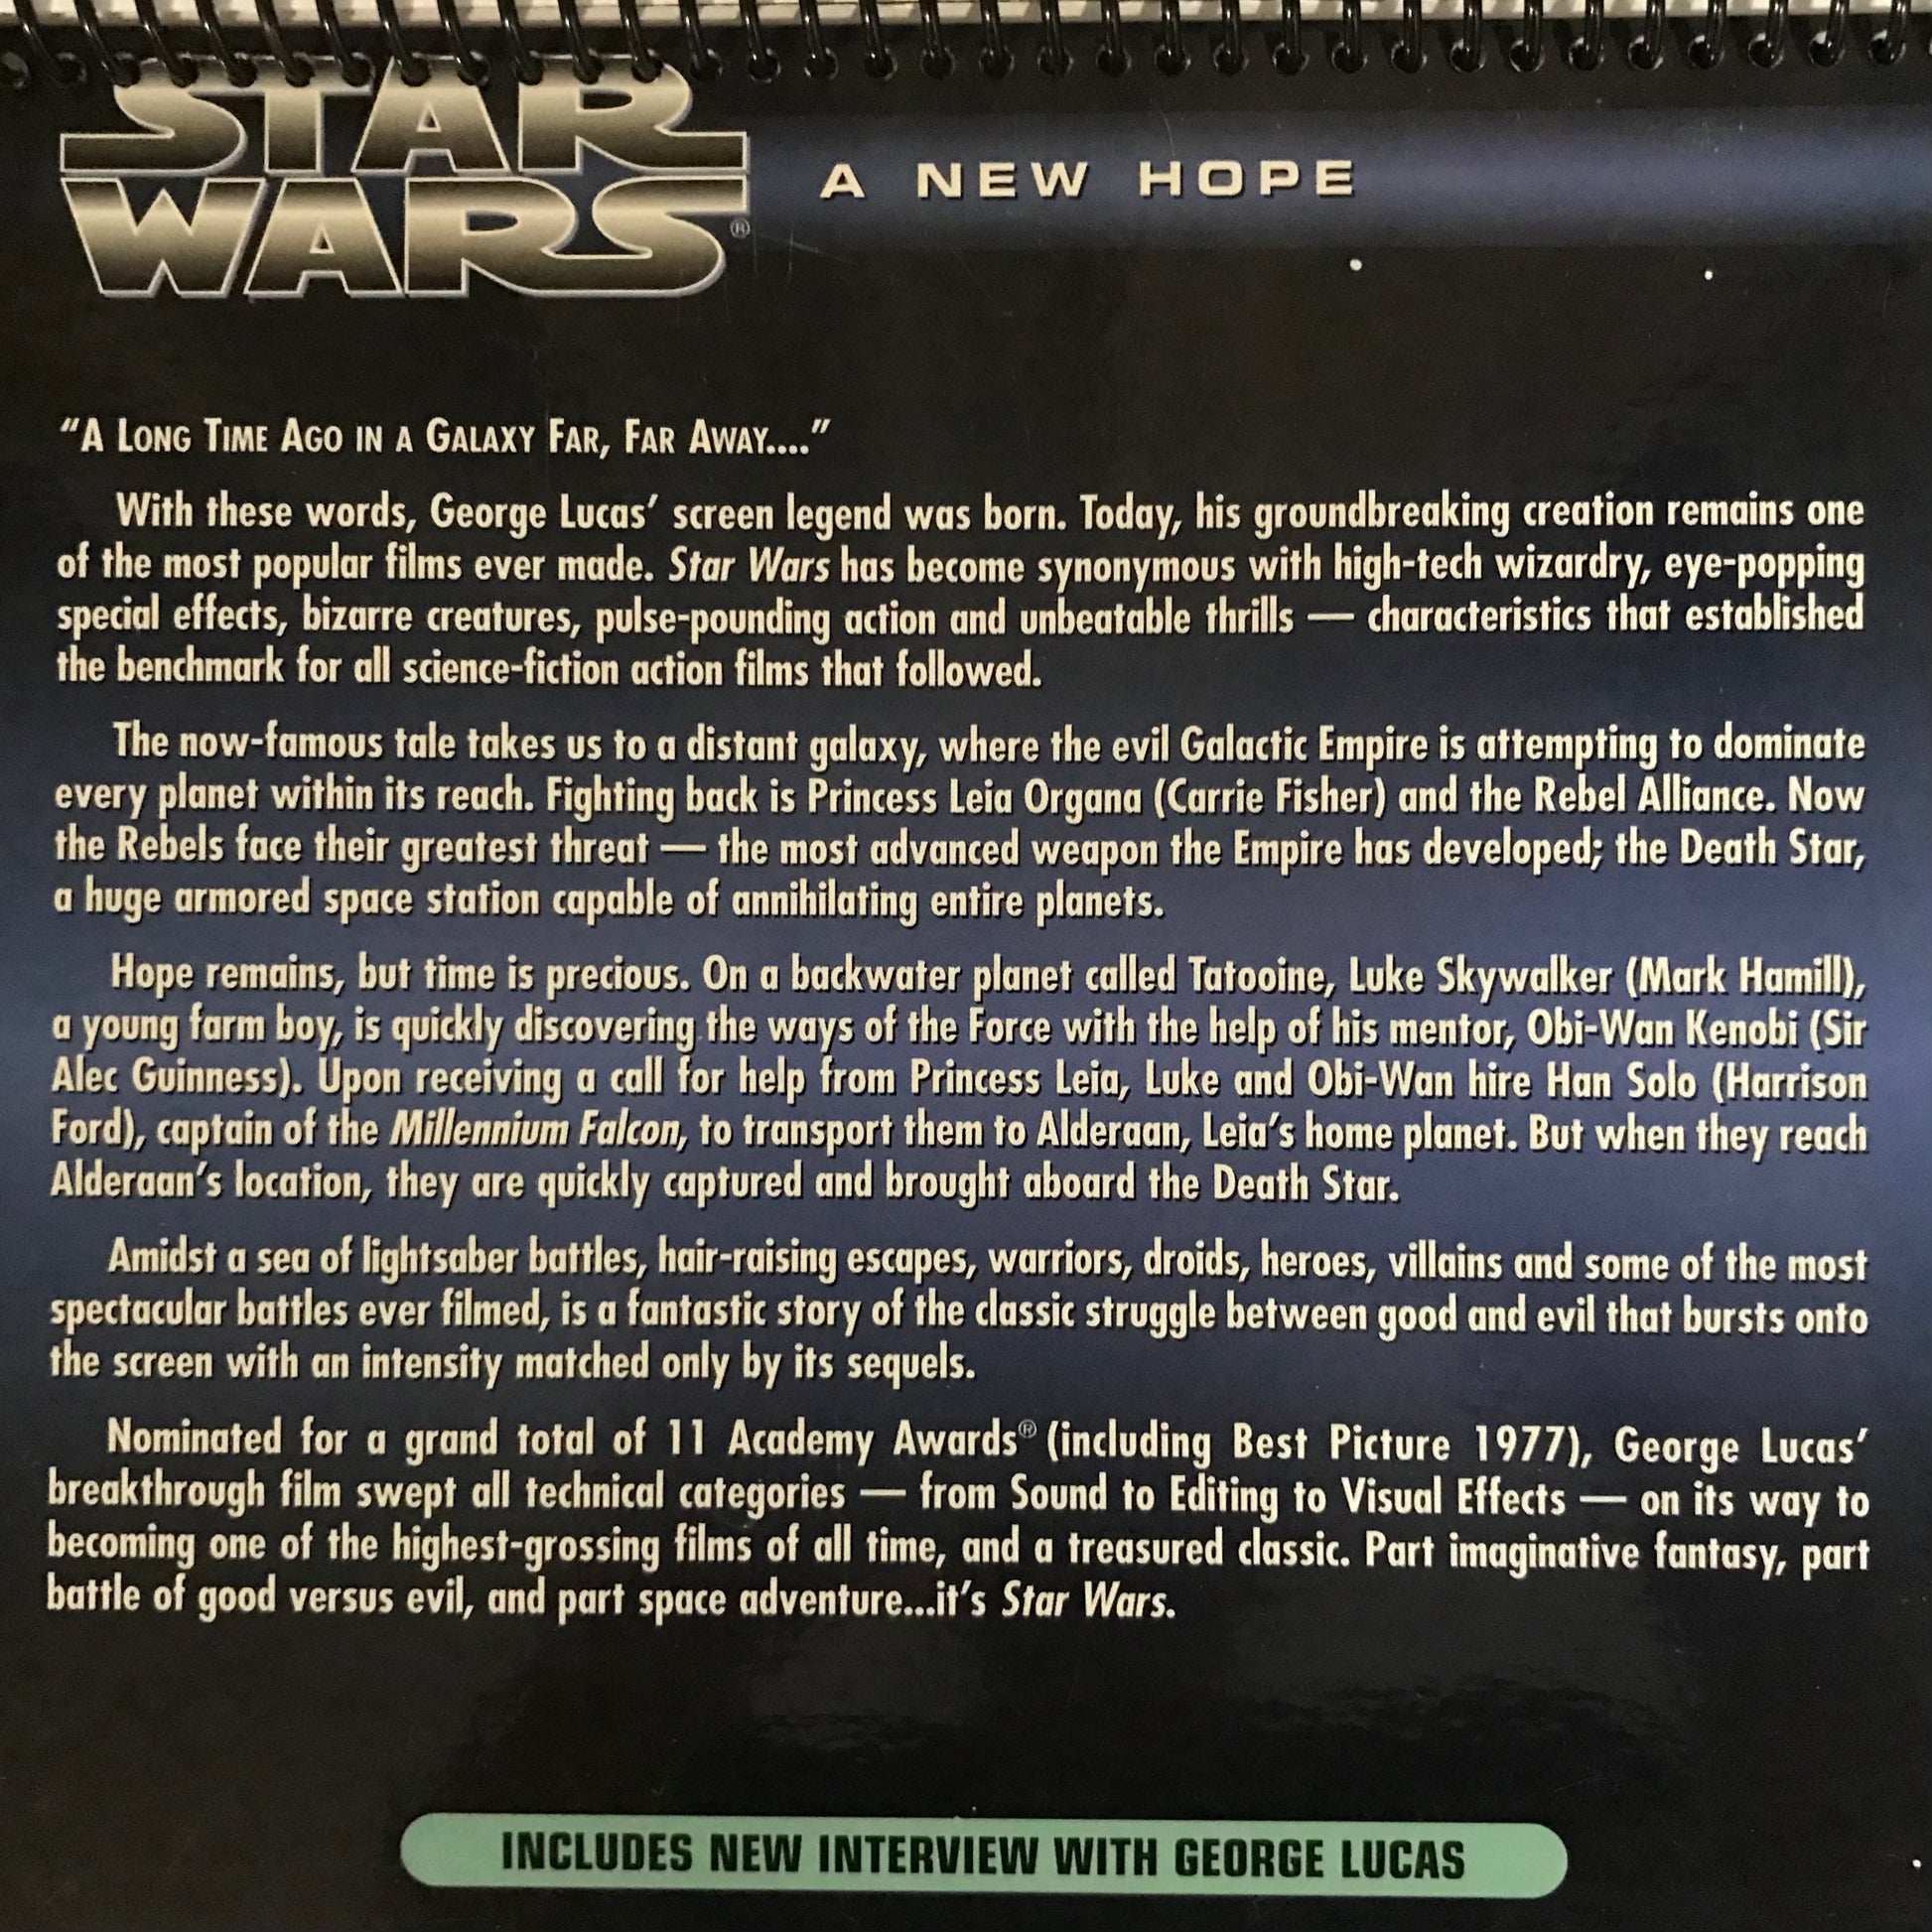 STAR
WARS®
A NEW HOPE
“A LONG TIME AGO IN A GALAXY FAR, FAR AWAY....”
With these words, George Lucas’ screen legend was born. Today, his groundbreaking creation remains one
of the most popular films ever made. Star Wars has become synonymous with high-tech wizardry, eye-popping
special effects, bizarre creatures, pulse-pounding action and unbeatable thrills — characteristics that established
the benchmark for all science-fiction action films that followed.
The now-famous tale takes us to a distant galaxy, where the evil Galactic Empire is attempting to dominate
every planet within its reach. Fighting back is Princess Leia Organa (Carrie Fisher) and the Rebel Alliance. Now
the Rebels face their greatest threat — the most advanced weapon the Empire has developed; the Death Star,
a huge armored space station capable of annihilating entire planets.
Hope remains, but time is precious. On a backwater planet called Tatooine, Luke Skywalker (Mark Hamill),
a young farm boy, is quickly discovering the ways of the Force with the help of his mentor, Obi-Wan Kenobi (Sir
Alec Guinness). Upon receiving a call for help from Princess Leia, Luke and Obi-Wan hire Han Solo (Harrison
Ford), captain of the Millennium Falcon, to transport them to Alderaan, Leia’s home planet. But when they reach
Alderaan’s location, they are quickly captured and brought aboard the Death Star.
Amidst a sea of lightsaber battles, hair-raising escapes, warriors, droids, heroes, villains and some of the most
spectacular battles ever filmed, is a fantastic story of the classic struggle between good and evil that bursts onto
the screen with an intensity matched only by its sequels.
Nominated for a grand total of 11 Academy Awards® (including Best Picture 1977), George Lucas’
breakthrough film swept all technical categories — from Sound to Editing to Visual Effects — on its way to
becoming one of the highest-grossing films of all time, and a treasured classic. Part imaginative fantasy, part
battle of good versus evil, and part space adventure...it’s Star Wars.
INCLUDES NEW INTERVIEW WITH GEORGE LUCAS